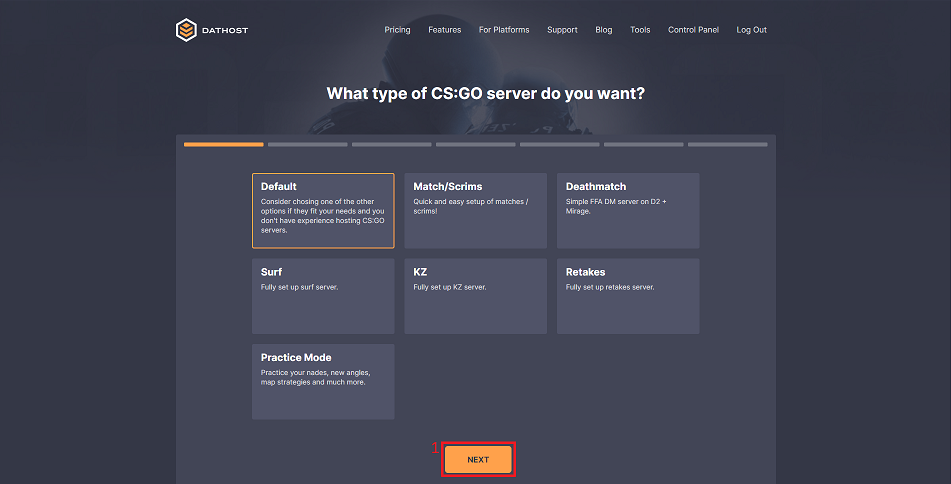 DATHOST
Pricing Features For Platforms Support Blog Tools Control Panel Log Out
What type of CS:GO server do you want?
Default
Consider chosing one of the other
options if they fit your needs and you
don't have experience hosting CS:GO
servers.
Match/Scrims
Quick and easy setup of matches /
scrims!
Deathmatch
Simple FFA DM server on D2 +
Mirage.
Surf
Fully set up surf server.
KZ
Fully set up KZ server.
Retakes
Fully set up retakes server.
Practice Mode
Practice your nades, new angles,
map strategies and much more.
1
NEXT